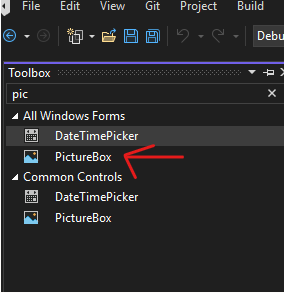 File Edit View Git Project Build
Debu
Toolbox
pic
All Windows Forms
DateTimePicker
PictureBox
Common Controls
DateTimePicker
PictureBox